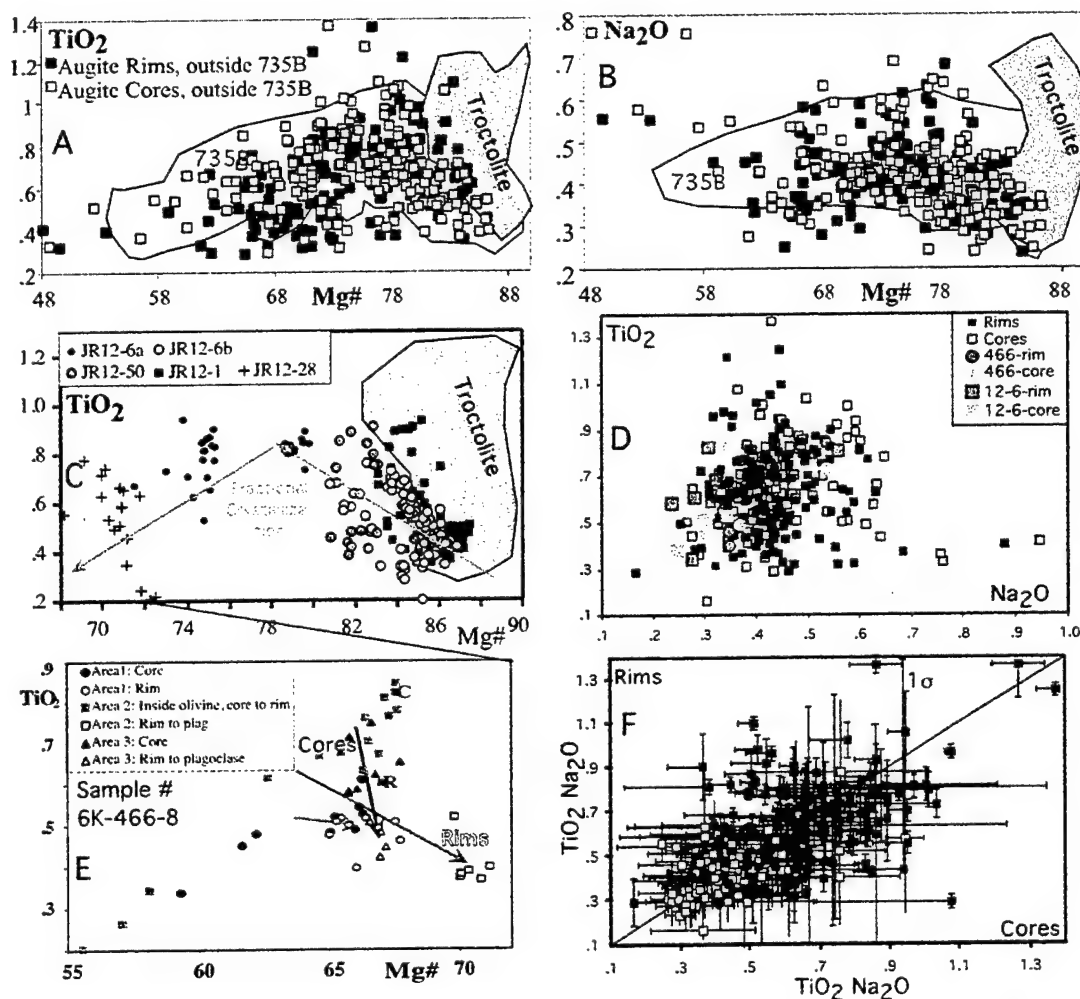 TiO2
■ Augite Rims, outside 735B
□ Augite Cores, outside 735B
A
735B
Troctolite
1.4
1.2
1.0
.8
.6
.4
.2
48 58 68 Mg# 78 88
Na2O
B
735B
Troctolite
.8
.7
.6
.5
.4
.3
.2
48 58 68 Mg# 78 88
JR12-6a JR12-6b
JR12-50 JR12-1 + JR12-28
TiO2
C
Troctolite
1.2
1.0
.8
.6
.4
.2
70 74 78 82 86 Mg# 90
TiO2
Rims
Cores
466-rim
466-core
12-6-rim
12-6-core
D
Na2O
1.3
1.1
.9
.7
.5
.3
.1
.1 .2 .3 .4 .5 .6 .7 .8 .9 1.0
TiO2
Area1: Core
Area1: Rim
Area 2: Inside olivine, core to rim
Area 2: Rim to plag
Area 3: Core
Area 3: Rim to plagioclase
Sample #
6K-466-8
E
Cores
C
R
Rims
.9
.7
.5
.3
55 60 65 Mg# 70
Rims
1σ
F
Cores
TiO2 Na2O
1.3
1.1
.9
.7
.5
.3
.1
.1 .3 .5 .7 .9 1.1 1.3
TiO2 Na2O